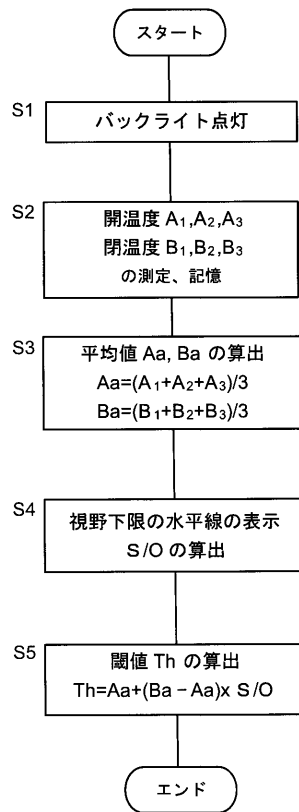 スタート
S1
バックライト点灯
S2
開温度 A₁,A₂,A₃
閉温度 B₁,B₂,B₃
の測定、記憶
S3
平均値 Aa, Ba の算出
Aa=(A₁+A₂+A₃)/3
Ba=(B₁+B₂+B₃)/3
S4
視野下限の水平線の表示
S/O の算出
S5
閾値 Th の算出
Th=Aa+(Ba－Aa)x S/O
エンド